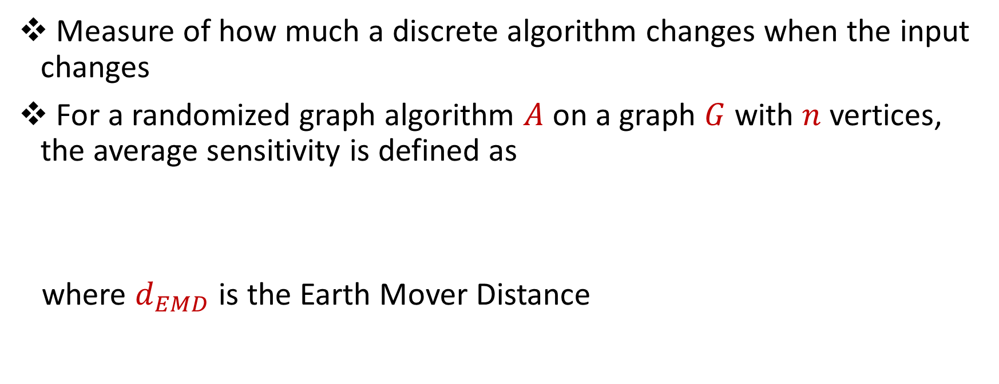 ❖ Measure of how much a discrete algorithm changes when the input
changes
❖ For a randomized graph algorithm A on a graph G with n vertices,
the average sensitivity is defined as
where d_{EMD} is the Earth Mover Distance